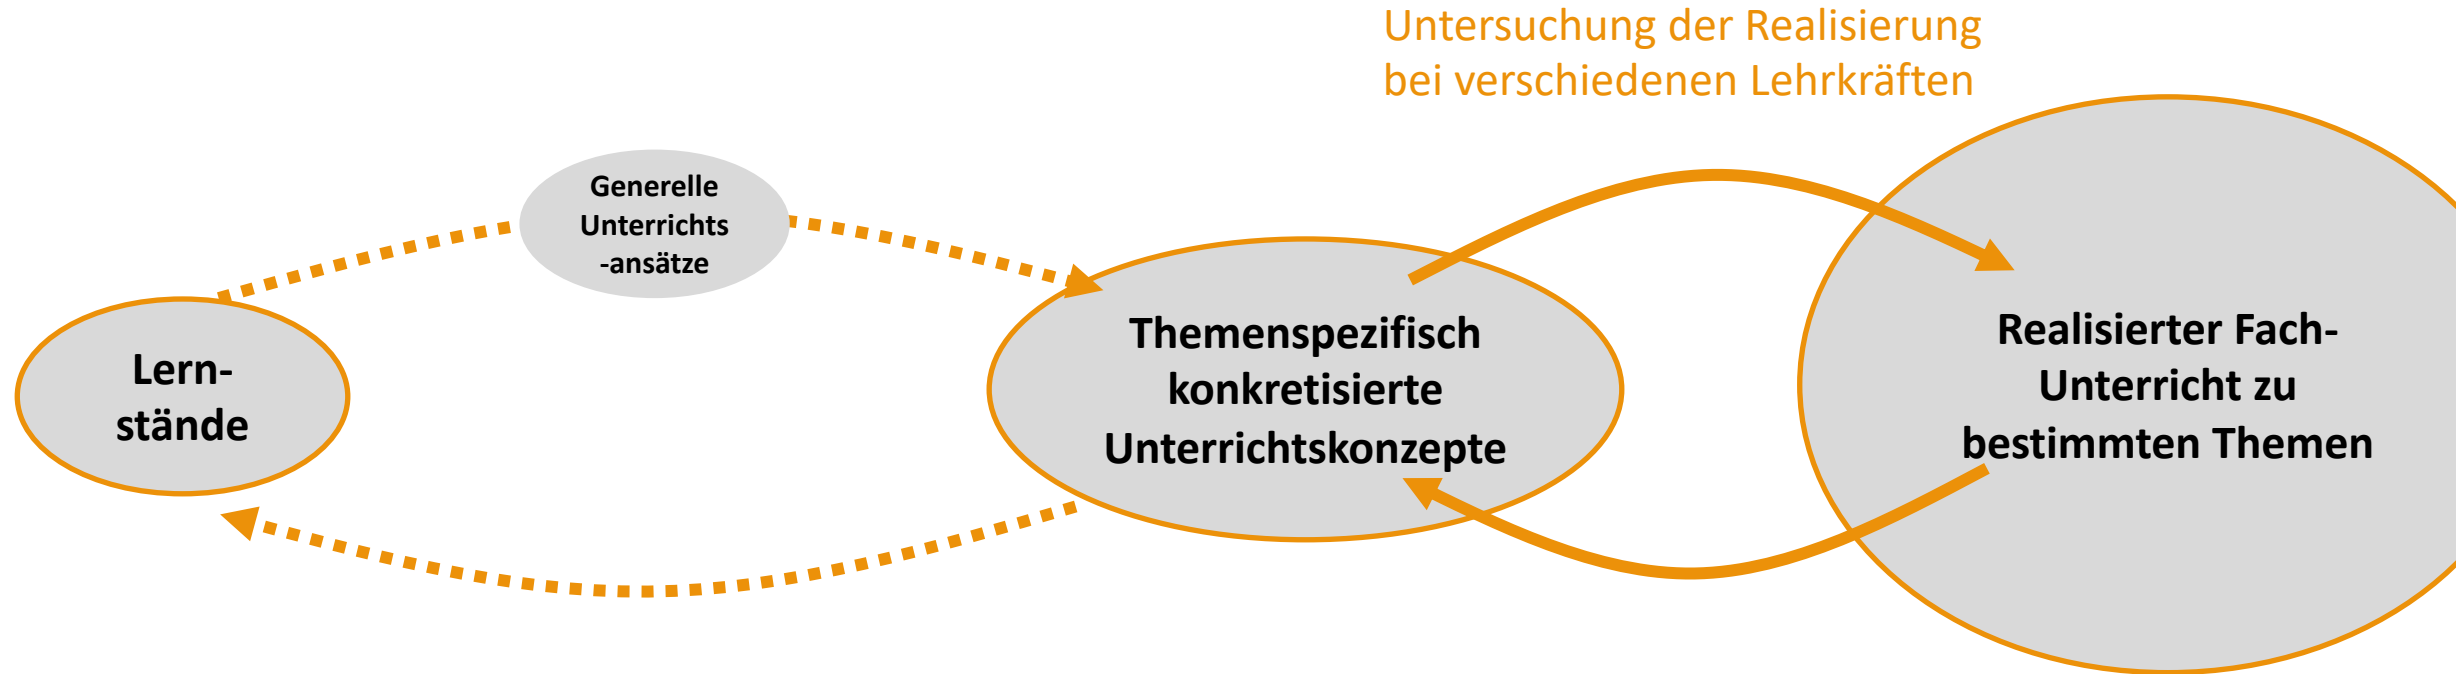 Untersuchung der Realisierung
bei verschiedenen Lehrkräften
Generelle
Unterrichts
-ansätze
Lern-
stände
Themenspezifisch
konkretisierte
Unterrichtskonzepte
Realisierter Fach-
Unterricht zu
bestimmten Themen